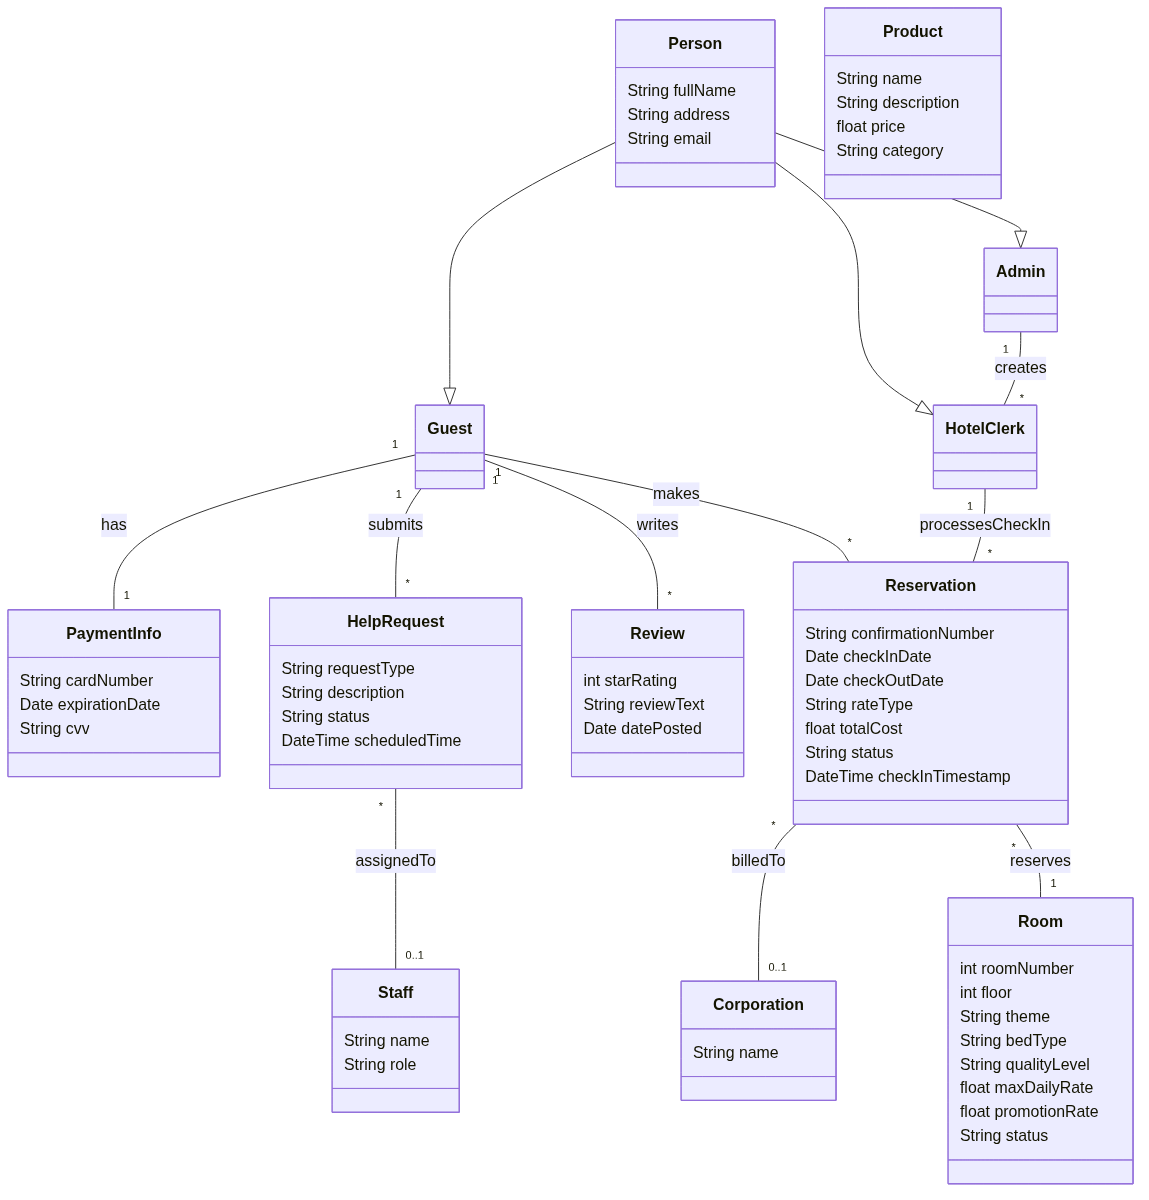 Person
String fullName
String address
String email
Product
String name
String description
float price
String category
Admin
1
creates
*
Guest
HotelClerk
1
has
1
1
submits
*
1
writes
*
1
makes
*
1
processesCheckIn
*
PaymentInfo
String cardNumber
Date expirationDate
String cvv
HelpRequest
String requestType
String description
String status
DateTime scheduledTime
Review
int starRating
String reviewText
Date datePosted
Reservation
String confirmationNumber
Date checkInDate
Date checkOutDate
String rateType
float totalCost
String status
DateTime checkInTimestamp
*
assignedTo
0..1
*
billedTo
0..1
*
reserves
1
Staff
String name
String role
Corporation
String name
Room
int roomNumber
int floor
String theme
String bedType
String qualityLevel
float maxDailyRate
float promotionRate
String status